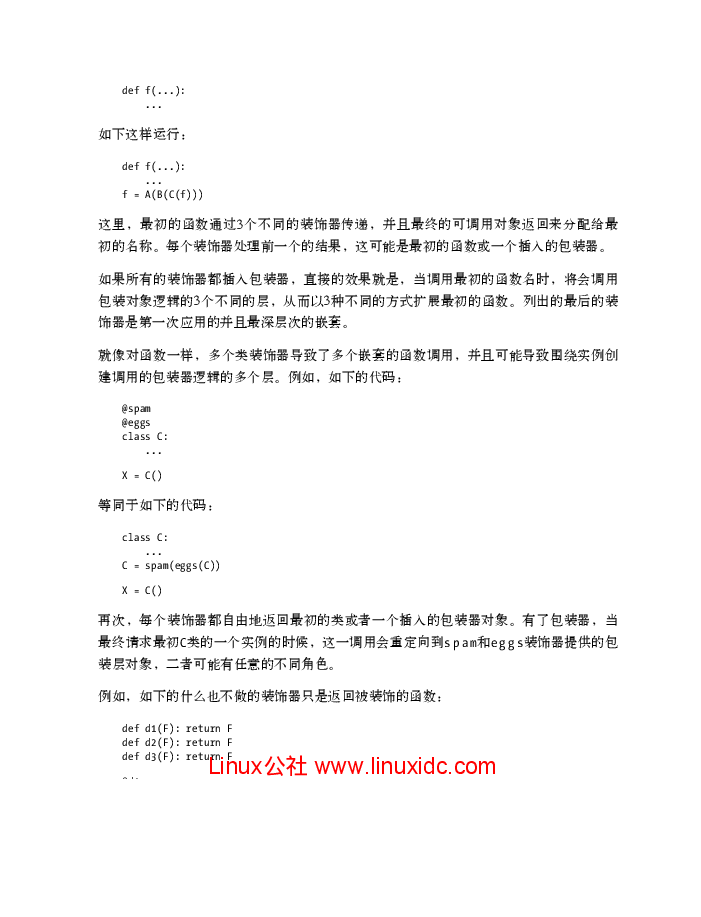 def f(...):
...
如下这样运行：
def f(...):
...
f = A(B(C(f)))
这里，最初的函数通过3个不同的装饰器传递，并且最终的可调用对象返回来分配给最
初的名称。每个装饰器处理前一个的结果，这可能是最初的函数或一个插入的包装器。
如果所有的装饰器都插入包装器，直接的效果就是，当调用最初的函数名时，将会调用
包装对象逻辑的3个不同的层，从而以3种不同的方式扩展最初的函数。列出的最后的装
饰器是第一次应用的并且最深层次的嵌套。
就像对函数一样，多个类装饰器导致了多个嵌套的函数调用，并且可能导致围绕实例创
建调用的包装器逻辑的多个层。例如，如下的代码：
@spam
@eggs
class C:
...
X = C()
等同于如下的代码：
class C:
...
C = spam(eggs(C))
X = C()
再次，每个装饰器都自由地返回最初的类或者一个插入的包装器对象。有了包装器，当
最终请求最初C类的一个实例的时候，这一调用会重定向到spam和eggs装饰器提供的包
装层对象，二者可能有任意的不同角色。
例如，如下的什么也不做的装饰器只是返回被装饰的函数：
def d1(F): return F
def d2(F): return F
def d3(F): return F
Linux公社 www.linuxidc.com